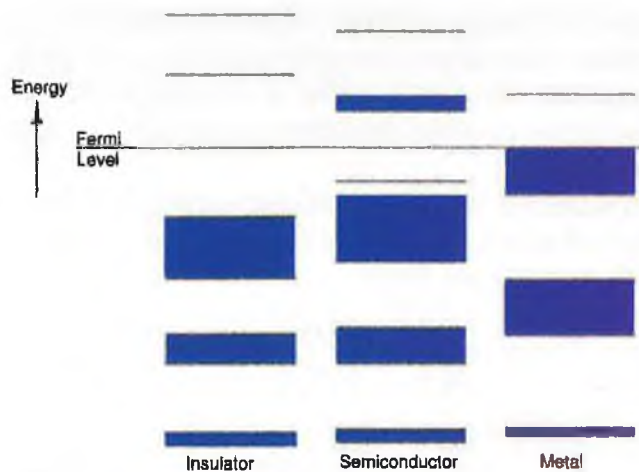 Energy
Fermi
Level
Insulator
Semiconductor
Metal